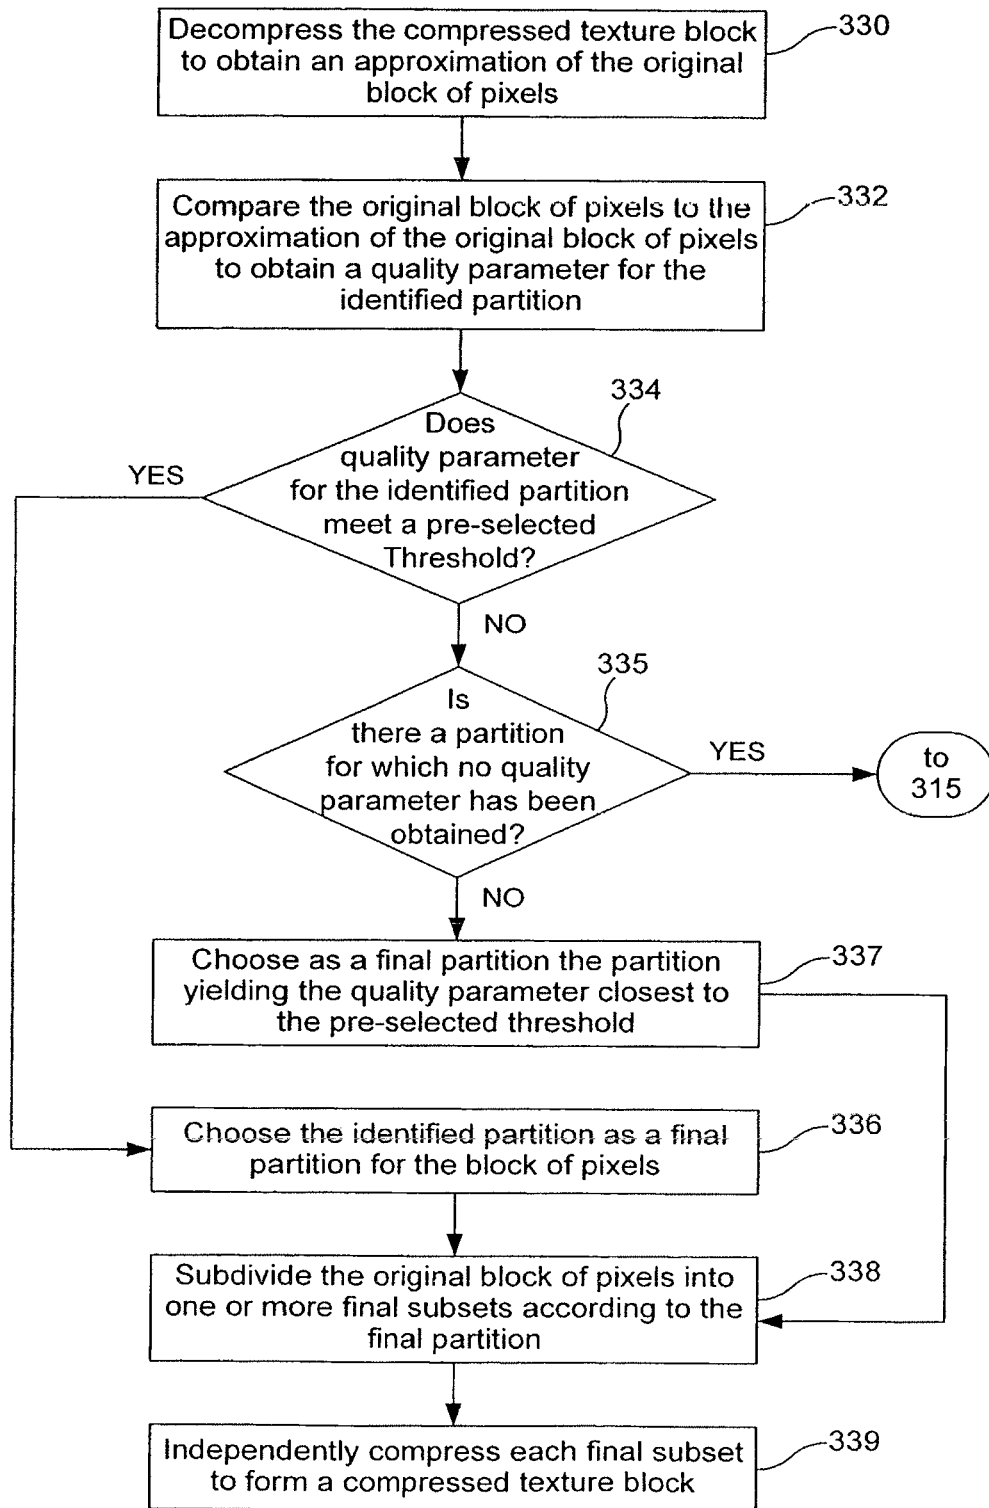 Decompress the compressed texture block
to obtain an approximation of the original
block of pixels
330
Compare the original block of pixels to the
approximation of the original block of pixels
to obtain a quality parameter for the
identified partition
332
Does
quality parameter
for the identified partition
meet a pre-selected
Threshold?
334
YES
NO
Is
there a partition
for which no quality
parameter has been
obtained?
335
YES
to
315
NO
Choose as a final partition the partition
yielding the quality parameter closest to
the pre-selected threshold
337
Choose the identified partition as a final
partition for the block of pixels
336
Subdivide the original block of pixels into
one or more final subsets according to the
final partition
338
Independently compress each final subset
to form a compressed texture block
339